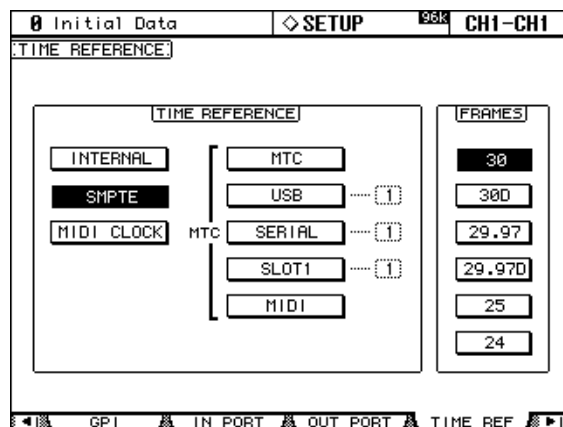 0 Initial Data ◇SETUP 96K CH1-CH1
TIME REFERENCE
TIME REFERENCE
FRAMES
INTERNAL
SMPTE
MIDI CLOCK
MTC
MTC
USB 1
SERIAL 1
SLOT1 1
MIDI
30
30D
29.97
29.97D
25
24
GPI IN PORT OUT PORT TIME REF